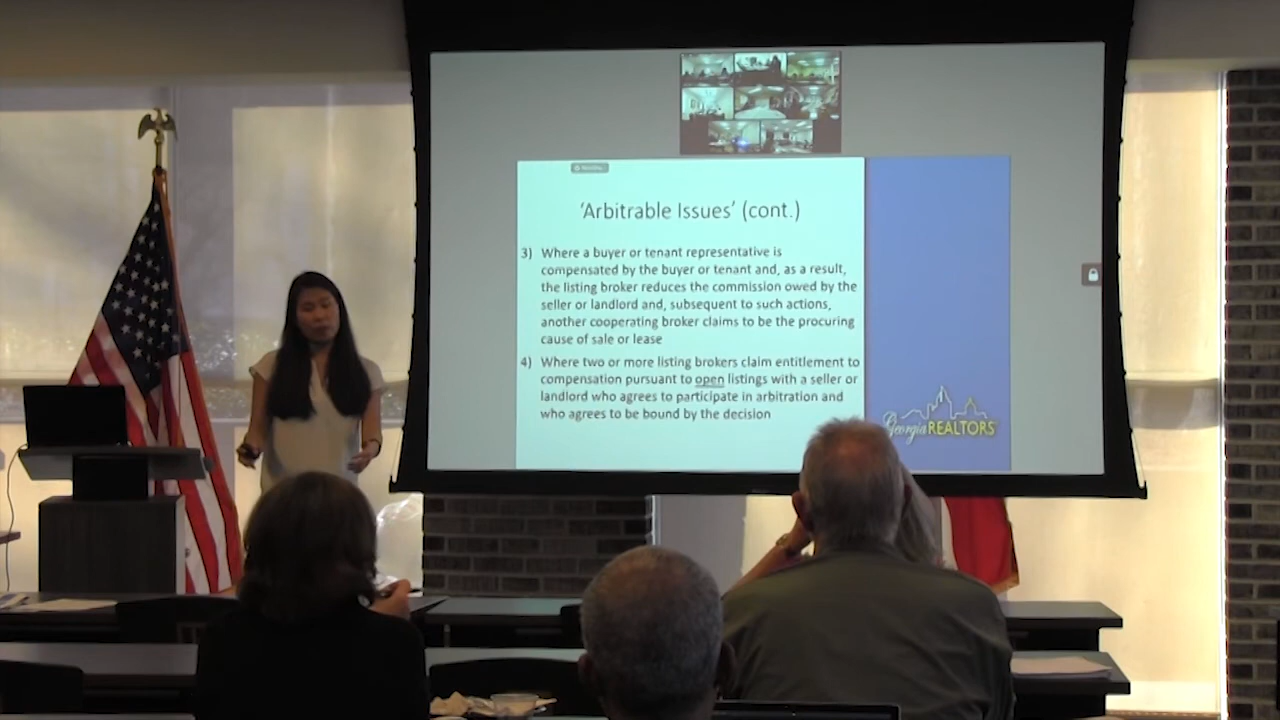 'Arbitrable Issues' (cont.)
3) Where a buyer or tenant representative is
compensated by the buyer or tenant and, as a result,
the listing broker reduces the commission owed by the
seller or landlord and, subsequent to such actions,
another cooperating broker claims to be the procuring
cause of sale or lease
4) Where two or more listing brokers claim entitlement to
compensation pursuant to open listings with a seller or
landlord who agrees to participate in arbitration and
who agrees to be bound by the decision
Georgia REALTORS